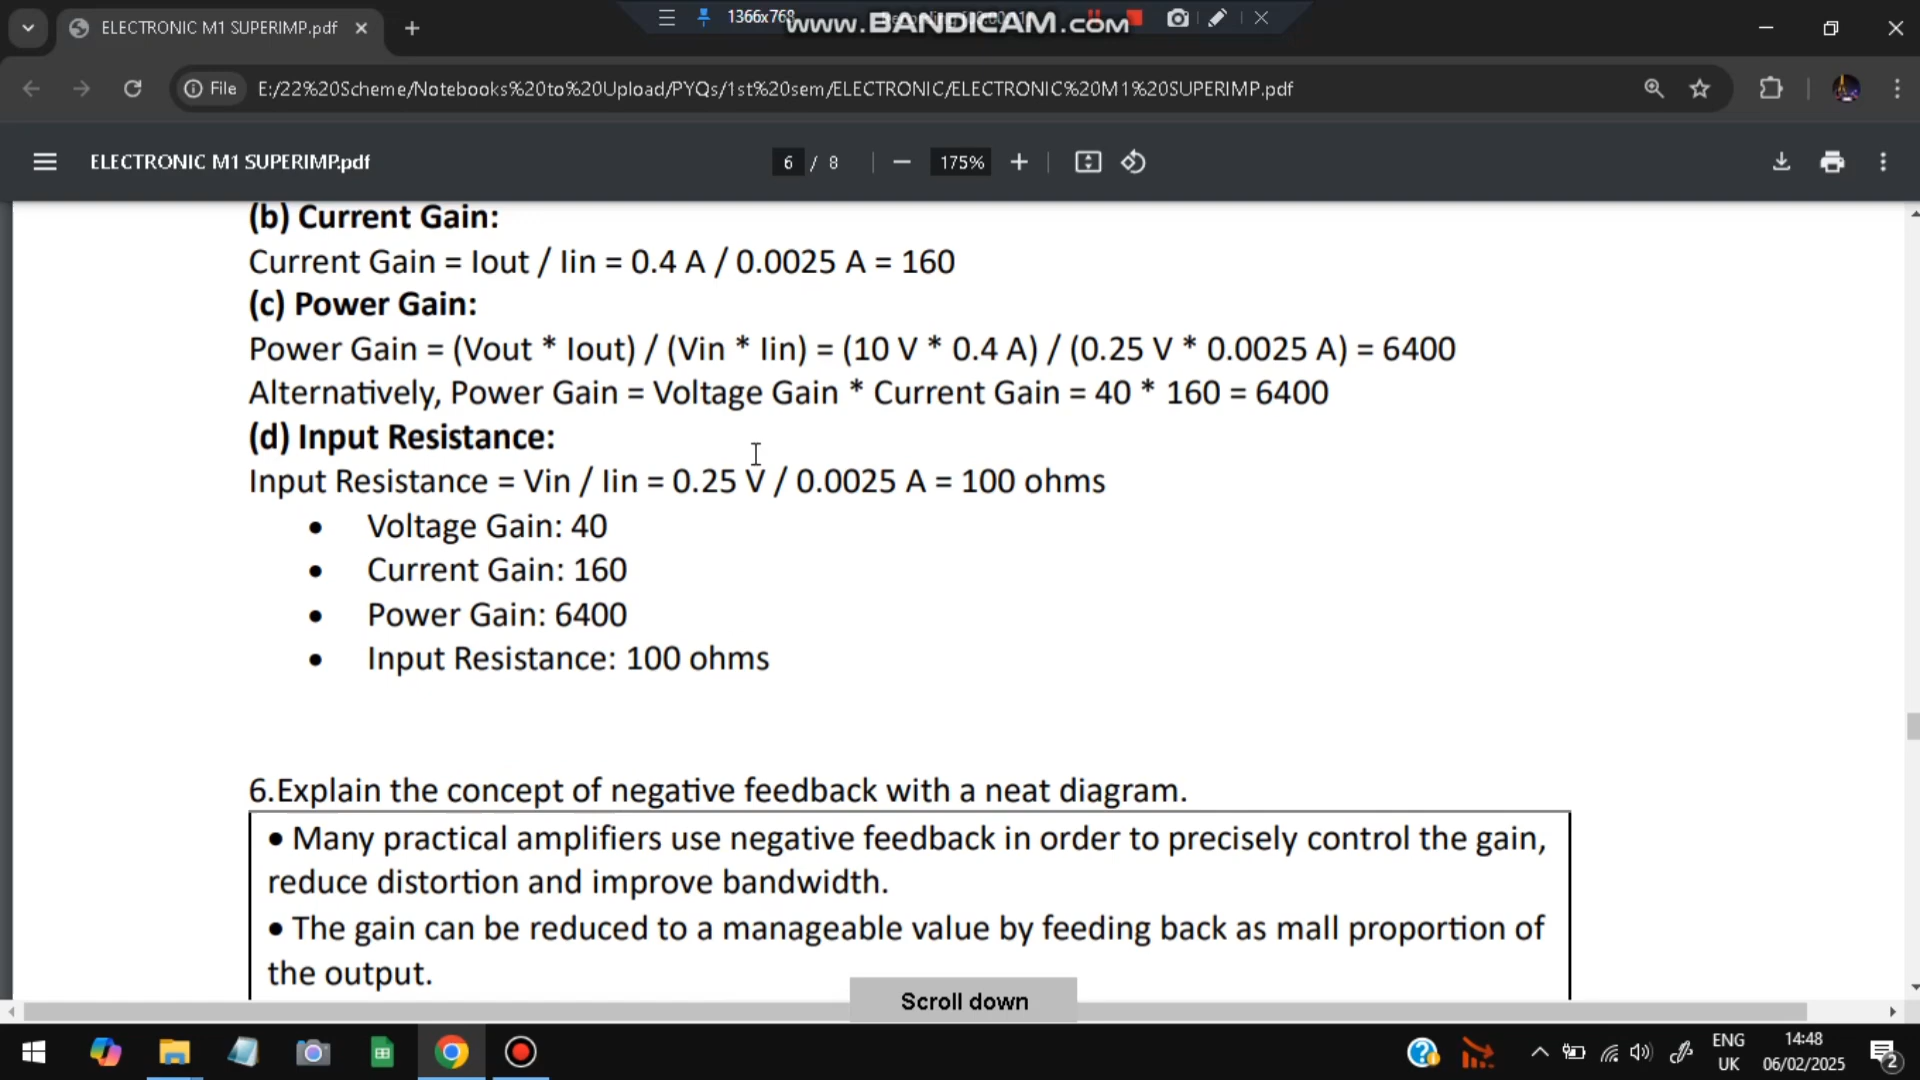 ELECTRONIC M1 SUPERIMP.pdf
1366x768
www.BANDICAM.com
File
E:/22%20Scheme/Notebooks%20to%20Upload/PYQs/1st%20sem/ELECTRONIC/ELECTRONIC%20M1%20SUPERIMP.pdf
ELECTRONIC M1 SUPERIMP.pdf
6 / 8
175%
(b) Current Gain:
Current Gain = Iout / Iin = 0.4 A / 0.0025 A = 160
(c) Power Gain:
Power Gain = (Vout * Iout) / (Vin * Iin) = (10 V * 0.4 A) / (0.25 V * 0.0025 A) = 6400
Alternatively, Power Gain = Voltage Gain * Current Gain = 40 * 160 = 6400
(d) Input Resistance:
Input Resistance = Vin / Iin = 0.25 V / 0.0025 A = 100 ohms
• Voltage Gain: 40
• Current Gain: 160
• Power Gain: 6400
• Input Resistance: 100 ohms
6.Explain the concept of negative feedback with a neat diagram.
• Many practical amplifiers use negative feedback in order to precisely control the gain,
reduce distortion and improve bandwidth.
• The gain can be reduced to a manageable value by feeding back as mall proportion of
the output.
Scroll down
ENG
UK
14:48
06/02/2025
2